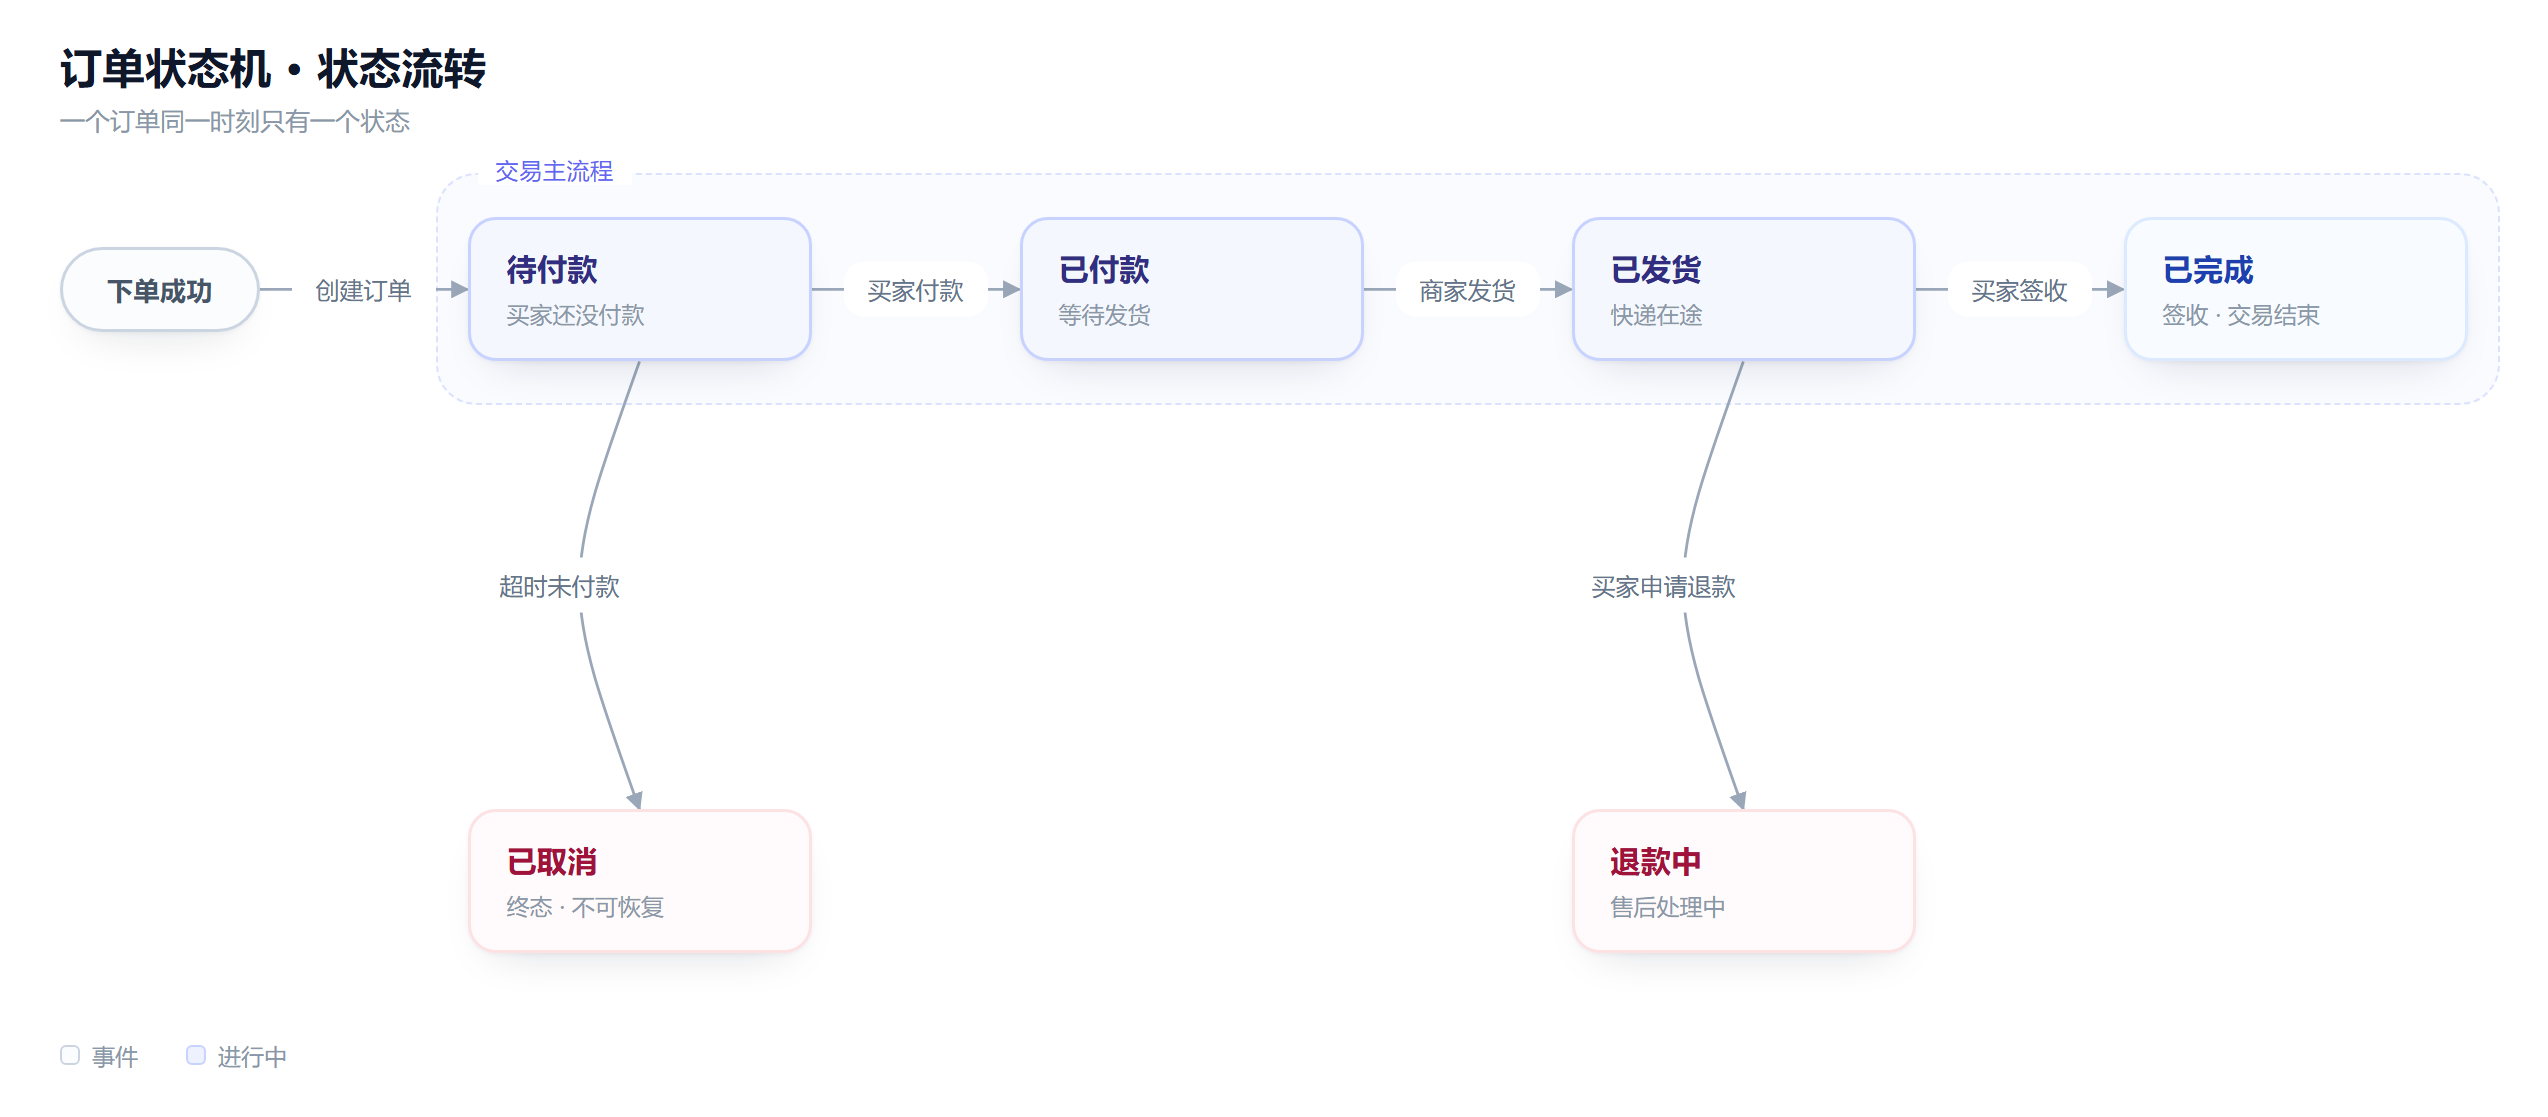 订单状态机 • 状态流转
一个订单同一时刻只有一个状态
交易主流程
下单成功
创建订单
待付款
买家还没付款
买家付款
已付款
等待发货
商家发货
已发货
快递在途
买家签收
已完成
签收 · 交易结束
超时未付款
买家申请退款
已取消
终态 · 不可恢复
退款中
售后处理中
事件
进行中